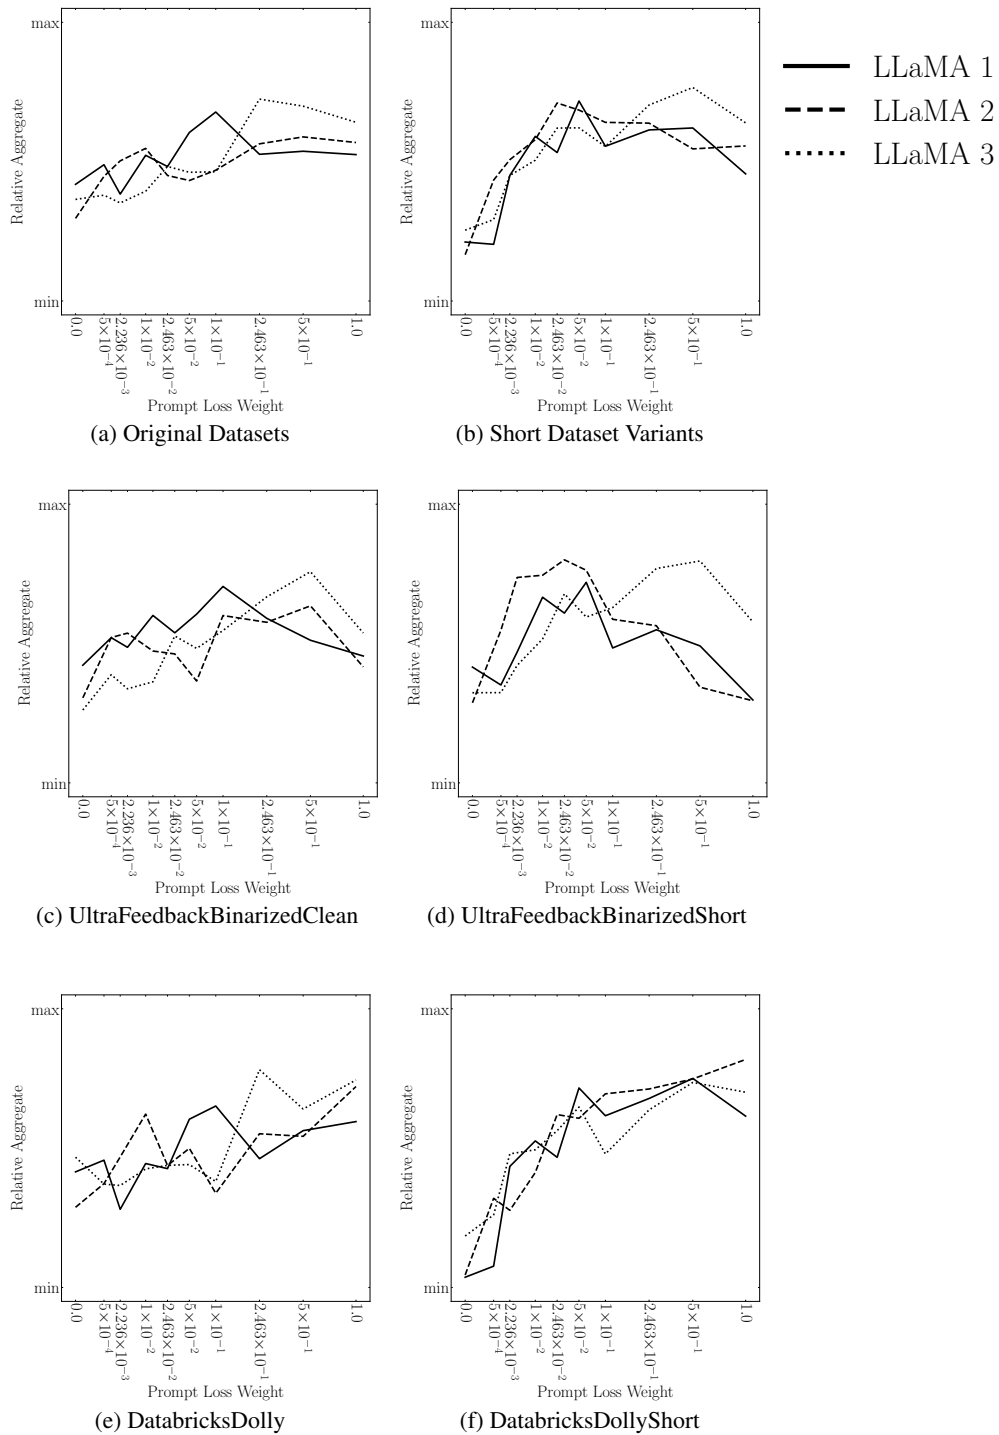 max
Relative Aggregate
min
0.0
5×10⁻⁴
2.236×10⁻³
1×10⁻²
2.463×10⁻²
5×10⁻²
1×10⁻¹
2.463×10⁻¹
5×10⁻¹
1.0
Prompt Loss Weight
(a) Original Datasets
max
Relative Aggregate
min
0.0
5×10⁻⁴
2.236×10⁻³
1×10⁻²
2.463×10⁻²
5×10⁻²
1×10⁻¹
2.463×10⁻¹
5×10⁻¹
1.0
Prompt Loss Weight
(b) Short Dataset Variants
LLaMA 1
LLaMA 2
LLaMA 3
max
Relative Aggregate
min
0.0
5×10⁻⁴
2.236×10⁻³
1×10⁻²
2.463×10⁻²
5×10⁻²
1×10⁻¹
2.463×10⁻¹
5×10⁻¹
1.0
Prompt Loss Weight
(c) UltraFeedbackBinarizedClean
max
Relative Aggregate
min
0.0
5×10⁻⁴
2.236×10⁻³
1×10⁻²
2.463×10⁻²
5×10⁻²
1×10⁻¹
2.463×10⁻¹
5×10⁻¹
1.0
Prompt Loss Weight
(d) UltraFeedbackBinarizedShort
max
Relative Aggregate
min
0.0
5×10⁻⁴
2.236×10⁻³
1×10⁻²
2.463×10⁻²
5×10⁻²
1×10⁻¹
2.463×10⁻¹
5×10⁻¹
1.0
Prompt Loss Weight
(e) DatabricksDolly
max
Relative Aggregate
min
0.0
5×10⁻⁴
2.236×10⁻³
1×10⁻²
2.463×10⁻²
5×10⁻²
1×10⁻¹
2.463×10⁻¹
5×10⁻¹
1.0
Prompt Loss Weight
(f) DatabricksDollyShort